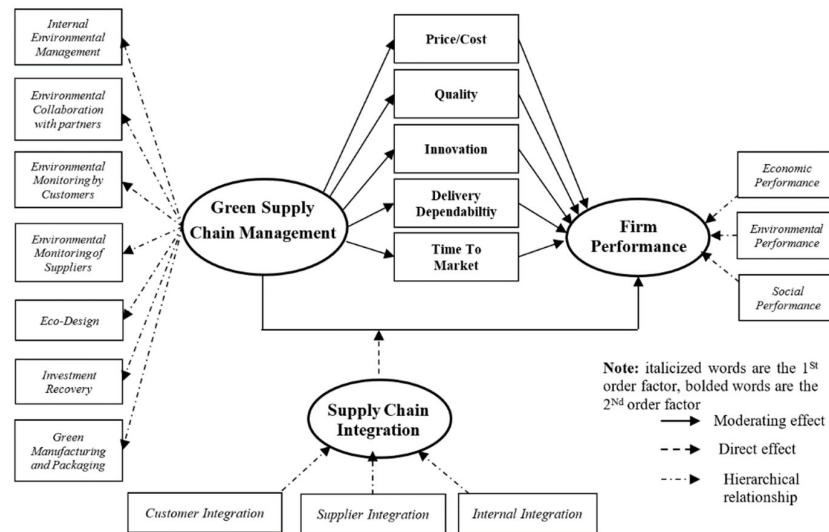 Internal
Environmental
Management
Environmental
Collaboration
with partners
Environmental
Monitoring by
Customers
Environmental
Monitoring of
Suppliers
Eco-Design
Investment
Recovery
Green
Manufacturing
and Packaging
Green Supply
Chain Management
Price/Cost
Quality
Innovation
Delivery
Dependabiltiy
Time To
Market
Firm
Performance
Economic
Performance
Environmental
Performance
Social
Performance
Supply Chain
Integration
Customer Integration
Supplier Integration
Internal Integration
Note: italicized words are the 1St
order factor, bolded words are the
2Nd order factor
Moderating effect
Direct effect
Hierarchical
relationship